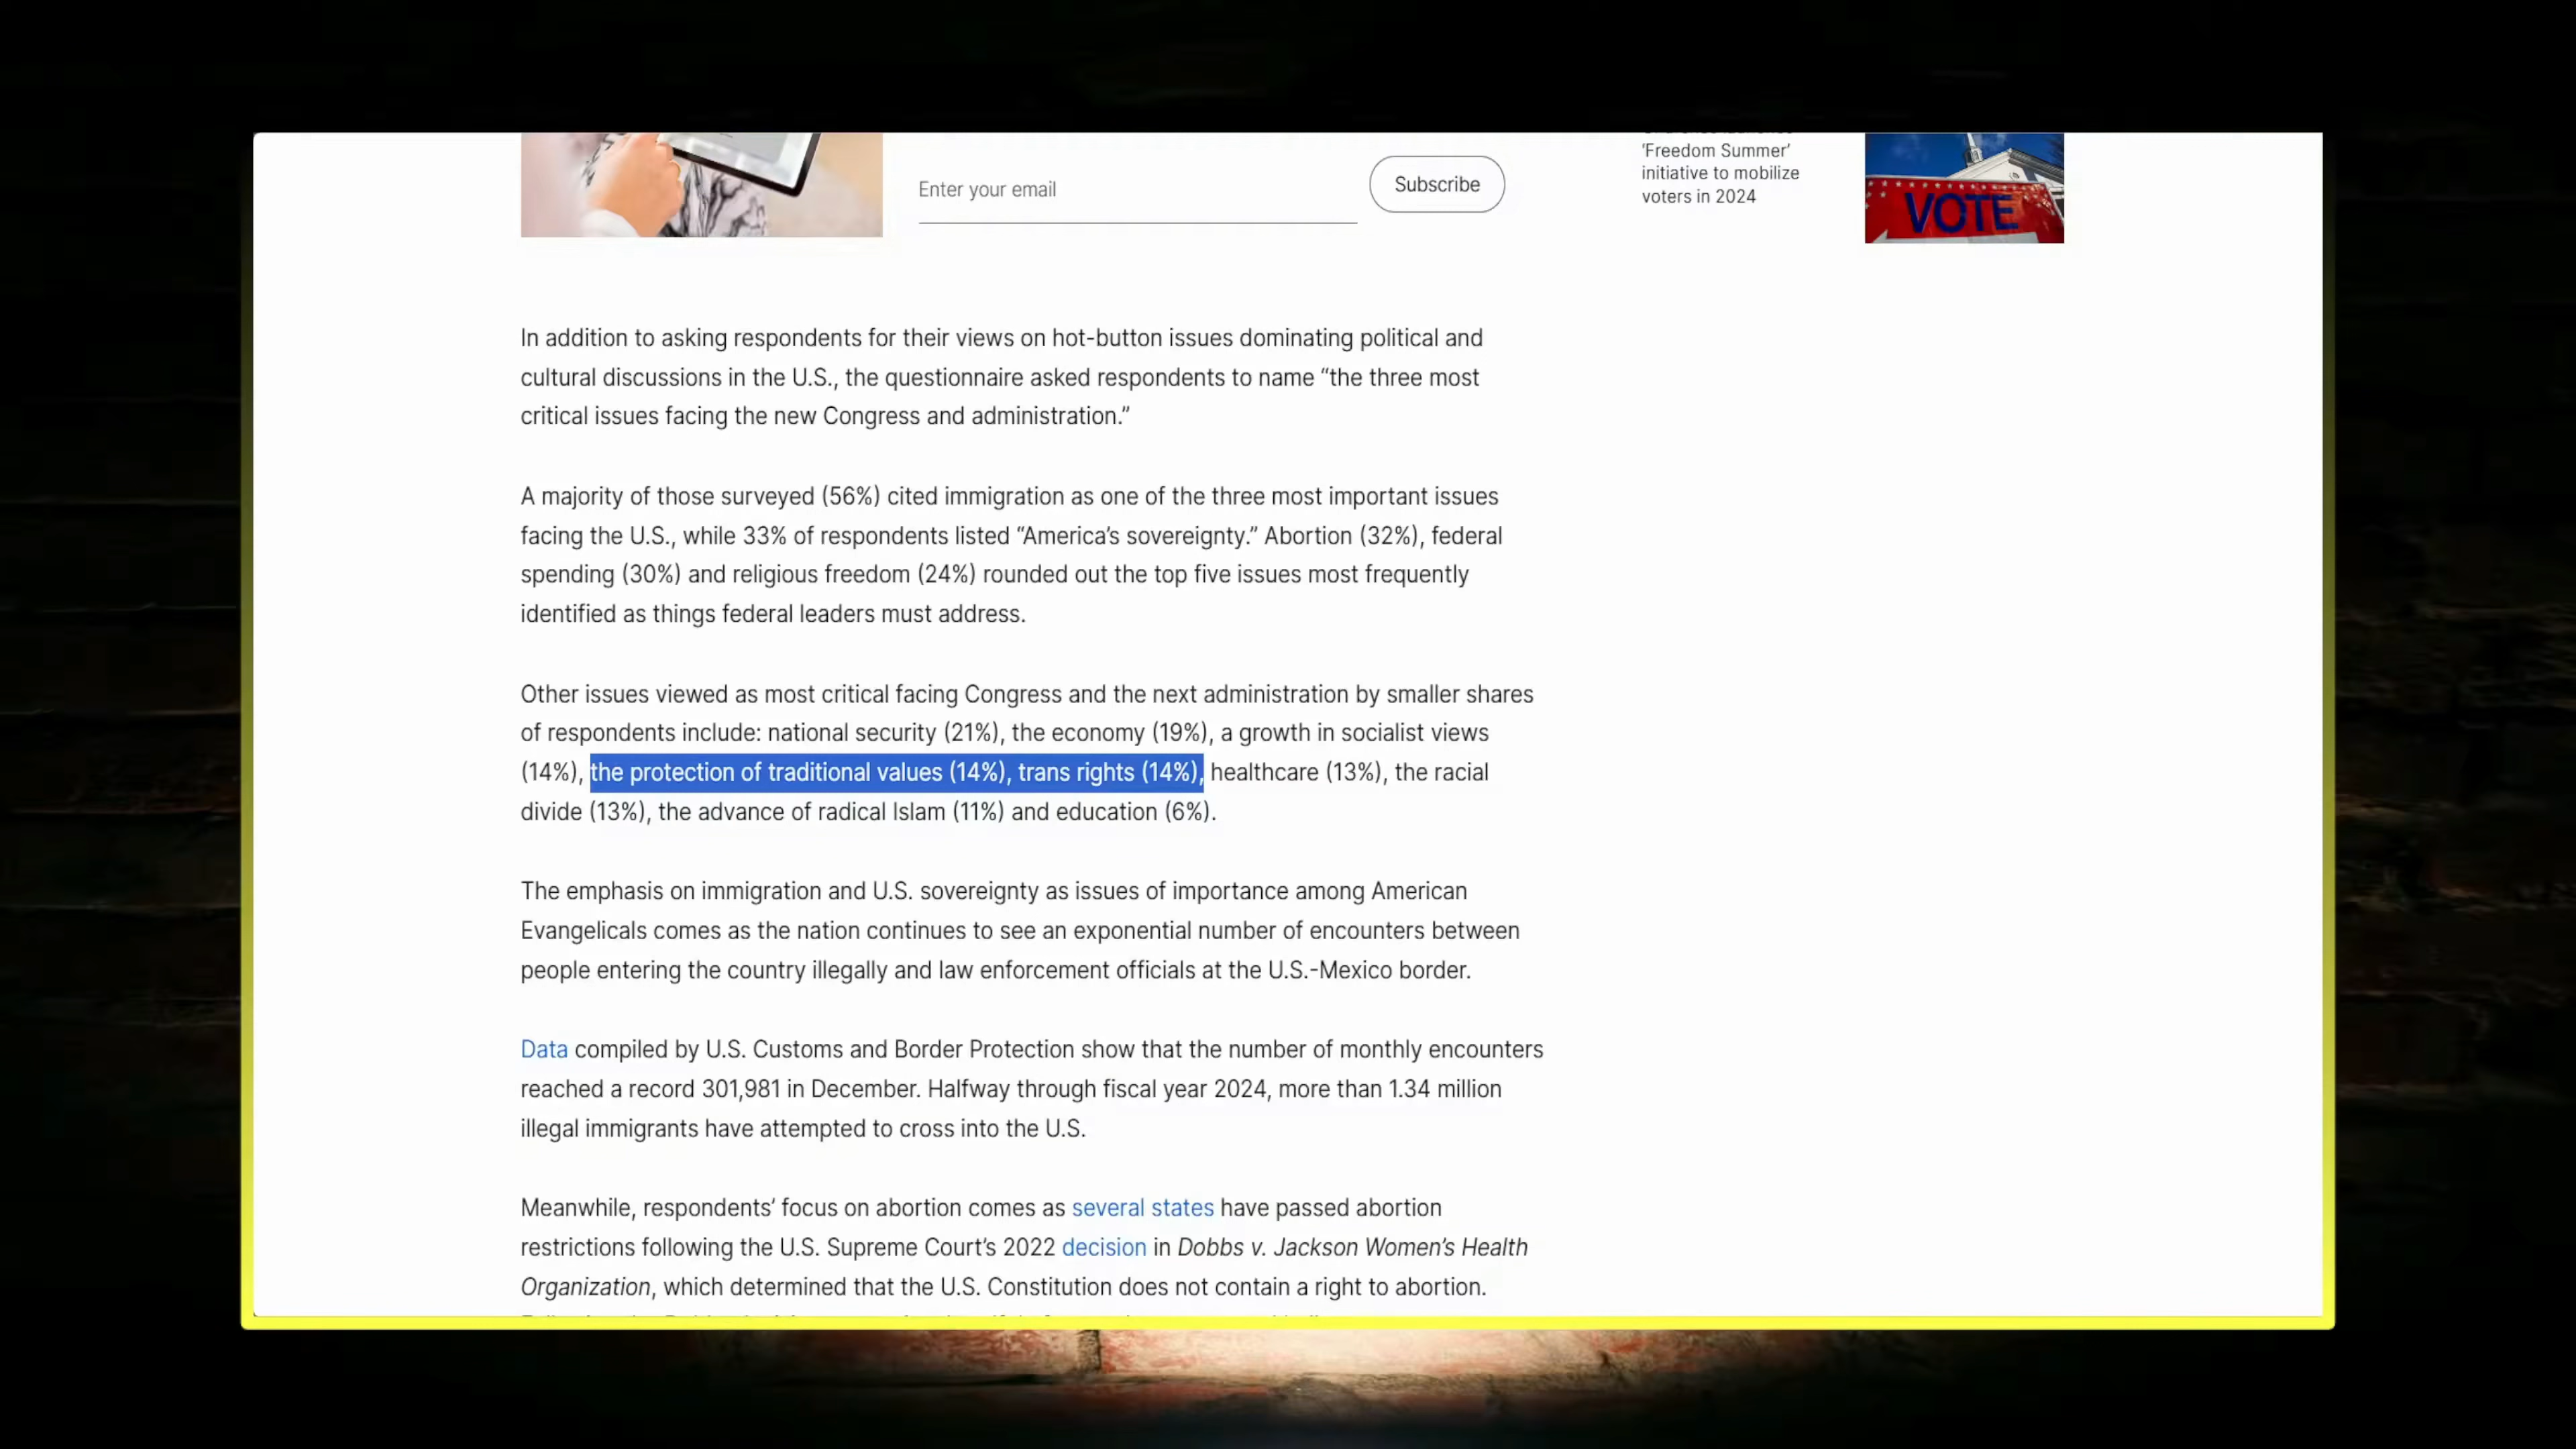 Enter your email
Subscribe
'Freedom Summer'
initiative to mobilize
voters in 2024
VOTE
In addition to asking respondents for their views on hot-button issues dominating political and
cultural discussions in the U.S., the questionnaire asked respondents to name “the three most
critical issues facing the new Congress and administration.”
A majority of those surveyed (56%) cited immigration as one of the three most important issues
facing the U.S., while 33% of respondents listed “America’s sovereignty.” Abortion (32%), federal
spending (30%) and religious freedom (24%) rounded out the top five issues most frequently
identified as things federal leaders must address.
Other issues viewed as most critical facing Congress and the next administration by smaller shares
of respondents include: national security (21%), the economy (19%), a growth in socialist views
(14%), the protection of traditional values (14%), trans rights (14%), healthcare (13%), the racial
divide (13%), the advance of radical Islam (11%) and education (6%).
The emphasis on immigration and U.S. sovereignty as issues of importance among American
Evangelicals comes as the nation continues to see an exponential number of encounters between
people entering the country illegally and law enforcement officials at the U.S.-Mexico border.
Data compiled by U.S. Customs and Border Protection show that the number of monthly encounters
reached a record 301,981 in December. Halfway through fiscal year 2024, more than 1.34 million
illegal immigrants have attempted to cross into the U.S.
Meanwhile, respondents’ focus on abortion comes as several states have passed abortion
restrictions following the U.S. Supreme Court’s 2022 decision in Dobbs v. Jackson Women’s Health
Organization, which determined that the U.S. Constitution does not contain a right to abortion.